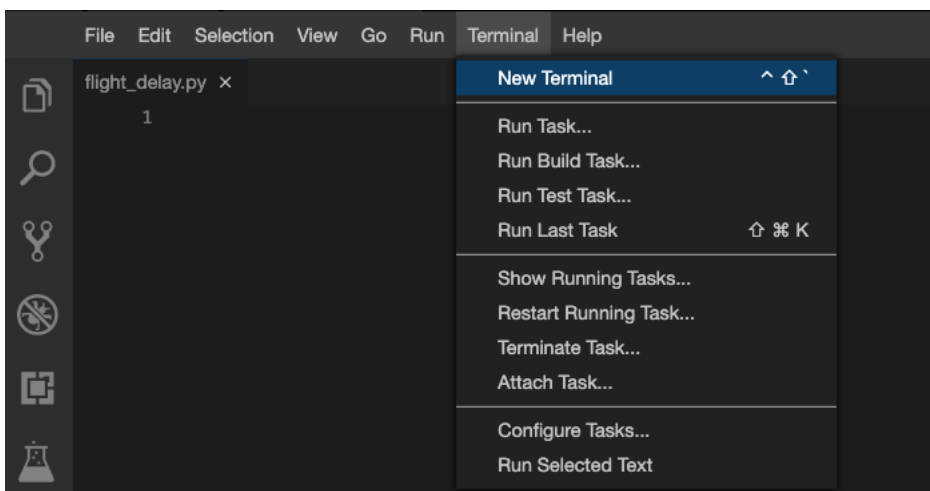 File Edit Selection View Go Run Terminal Help
flight_delay.py ×
1
New Terminal ^ ⇧ `
Run Task...
Run Build Task...
Run Test Task...
Run Last Task ⇧ ⌘ K
Show Running Tasks...
Restart Running Task...
Terminate Task...
Attach Task...
Configure Tasks...
Run Selected Text